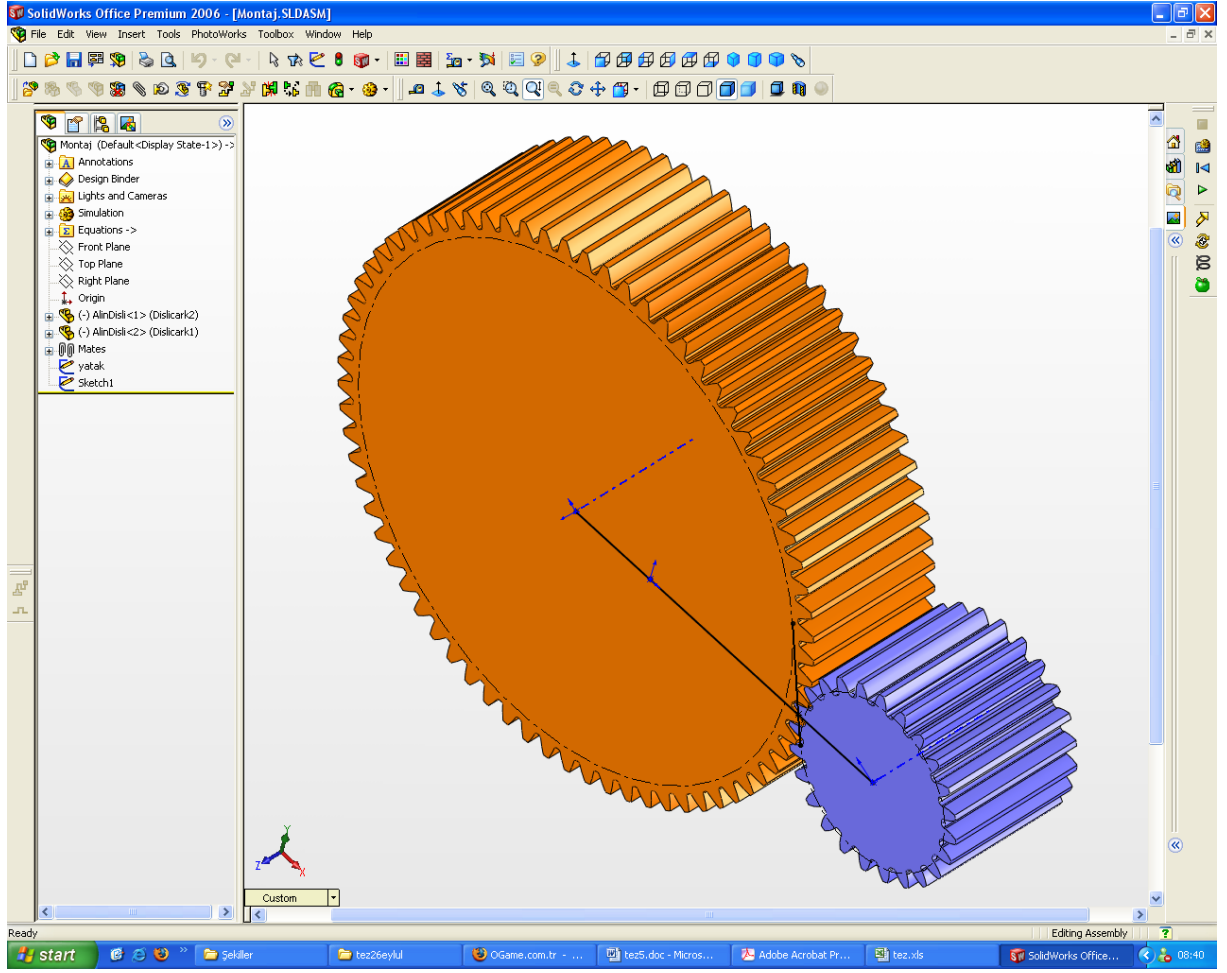 SolidWorks Office Premium 2006 - [Montaj.SLDASM]
File Edit View Insert Tools PhotoWorks Toolbox Window Help
Montaj (Default<Display State-1>) ->
Annotations
Design Binder
Lights and Cameras
Simulation
Equations ->
Front Plane
Top Plane
Right Plane
Origin
(-) AlinDisli<1> (Dislicark2)
(-) AlinDisli<2> (Dislicark1)
Mates
yatak
Sketch1
Y
Z
X
Custom
Ready
Editing Assembly
start
Şekiller
tez26eylul
OGame.com.tr - ...
tez5.doc - Micros...
Adobe Acrobat Pr...
tez.xls
SolidWorks Office...
08:40